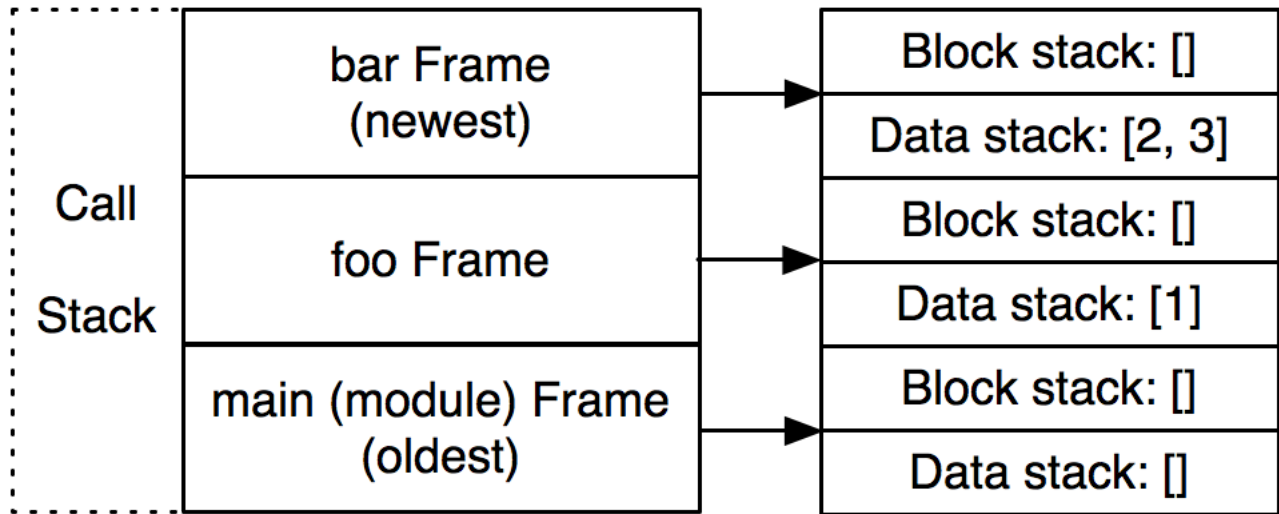 Call
Stack
bar Frame
(newest)
foo Frame
main (module) Frame
(oldest)
Block stack: []
Data stack: [2, 3]
Block stack: []
Data stack: [1]
Block stack: []
Data stack: []